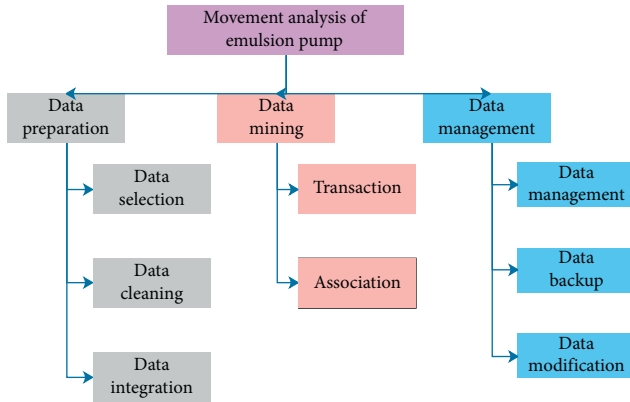 Movement analysis of
emulsion pump
Data
preparation
Data
mining
Data
management
Data
selection
Data
cleaning
Data
integration
Transaction
Association
Data
management
Data
backup
Data
modification